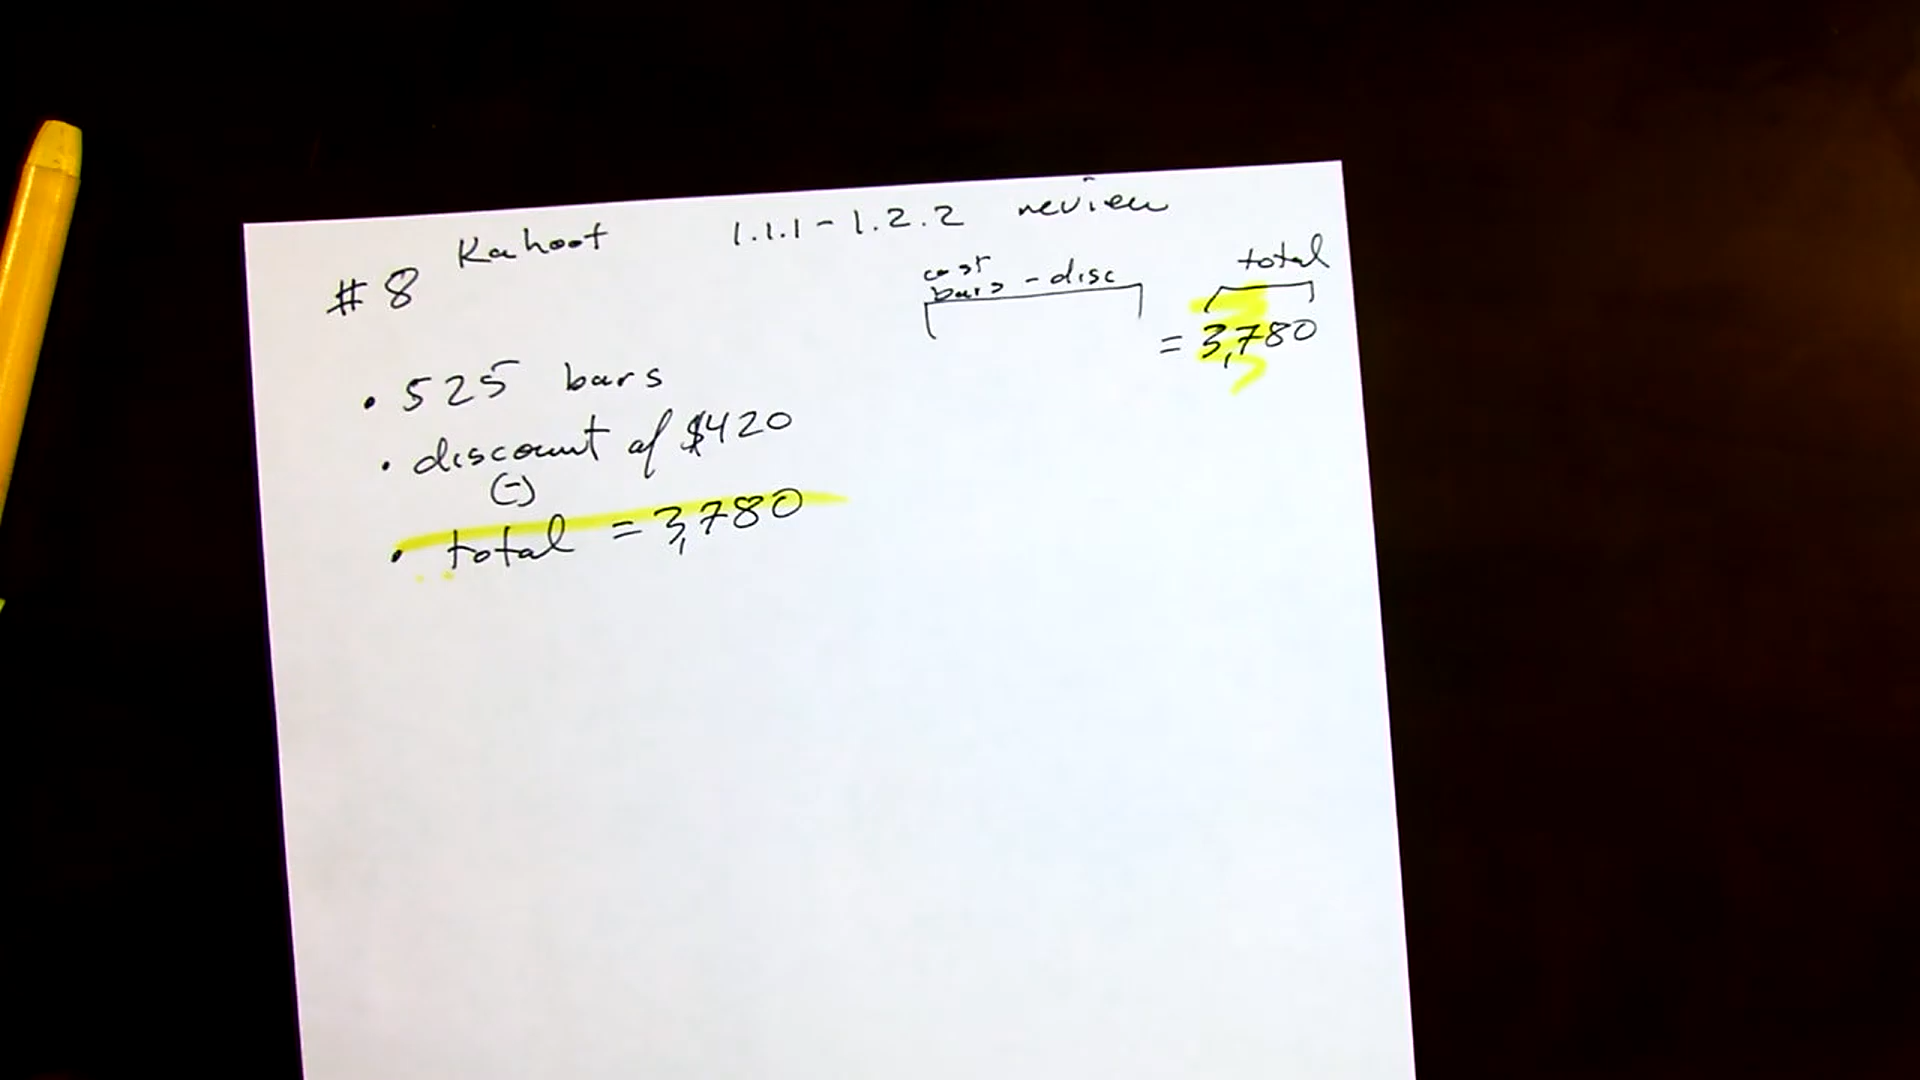 Kahoot 1.1.1 - 1.2.2 review
#8
cost
bars - disc
total
= 3,780
• 525 bars
• discount of $420
(-)
• total = 3,780